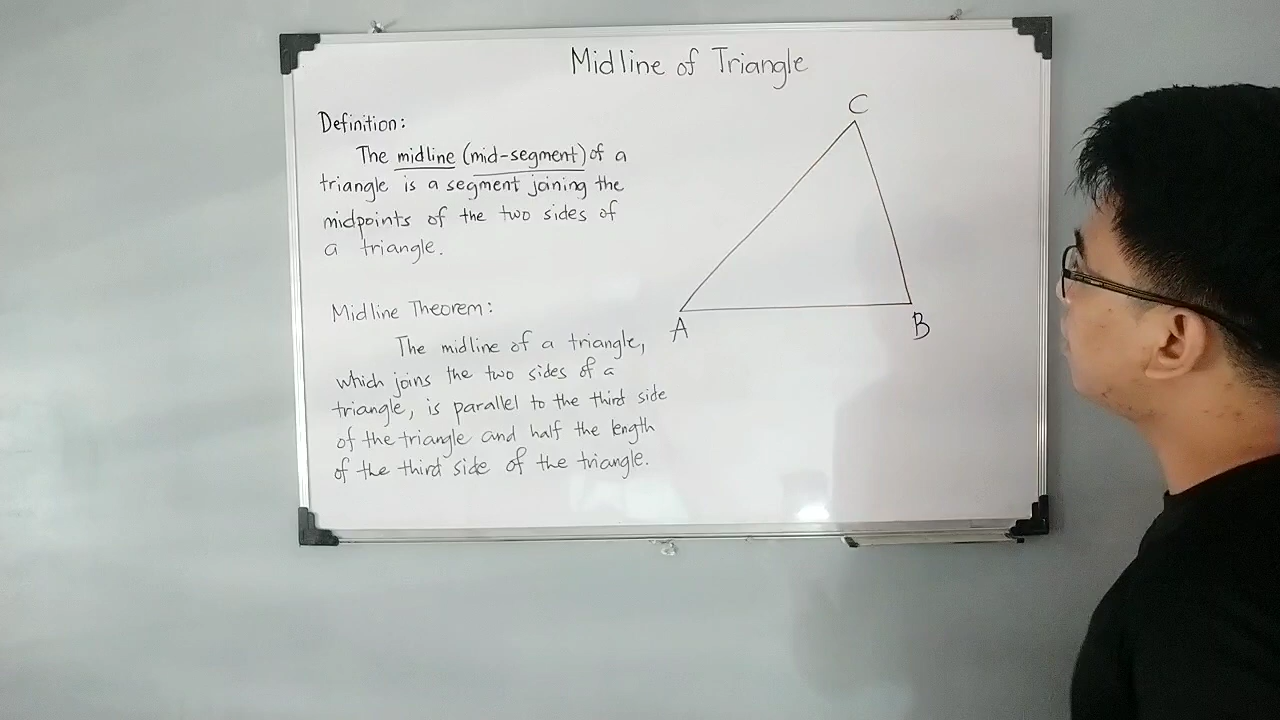 Midline of Triangle
Definition:
The midline (mid-segment) of a
triangle is a segment joining the
midpoints of the two sides of
a triangle.
Midline Theorem:
The midline of a triangle,
which joins the two sides of a
triangle, is parallel to the third side
of the triangle and half the length
of the third side of the triangle.
C
A
B